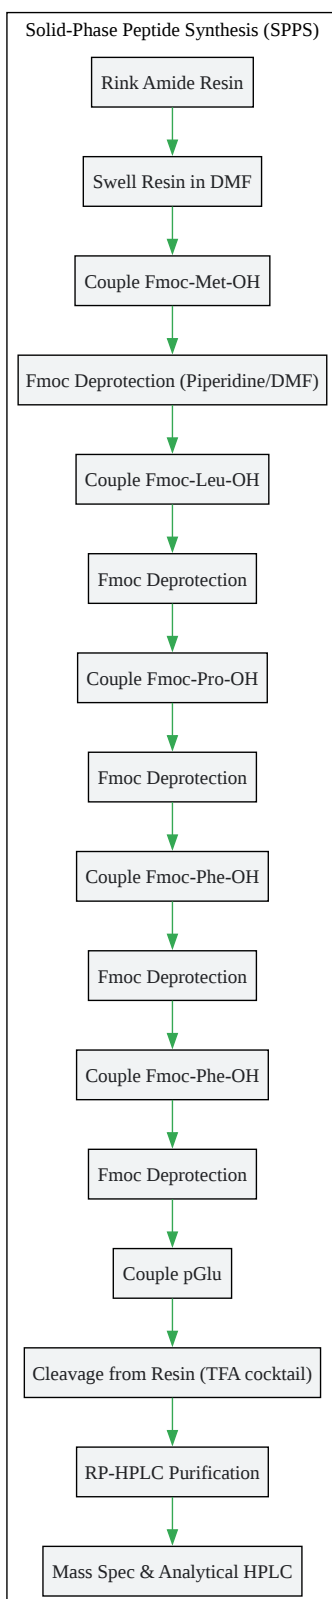 Solid-Phase Peptide Synthesis (SPPS)
Rink Amide Resin
Swell Resin in DMF
Couple Fmoc-Met-OH
Fmoc Deprotection (Piperidine/DMF)
Couple Fmoc-Leu-OH
Fmoc Deprotection
Couple Fmoc-Pro-OH
Fmoc Deprotection
Couple Fmoc-Phe-OH
Fmoc Deprotection
Couple Fmoc-Phe-OH
Fmoc Deprotection
Couple pGlu
Cleavage from Resin (TFA cocktail)
RP-HPLC Purification
Mass Spec & Analytical HPLC